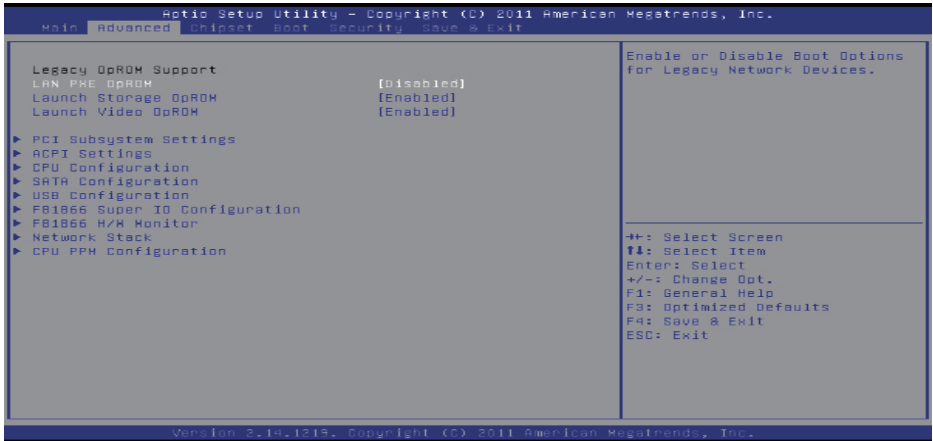 Aptio Setup Utility – Copyright (C) 2011 American Megatrends, Inc.
Main Advanced Chipset Boot Security Save & Exit
Legacy OpROM Support
LAN PXE OpROM [Disabled]
Launch Storage OpROM [Enabled]
Launch Video OpROM [Enabled]
► PCI Subsystem Settings
► ACPI Settings
► CPU Configuration
► SATA Configuration
► USB Configuration
► F81866 Super IO Configuration
► F81866 H/W Monitor
► Network Stack
► CPU PPM Configuration
Enable or Disable Boot Options
for Legacy Network Devices.
→←: Select Screen
↑↓: Select Item
Enter: Select
+/-: Change Opt.
F1: General Help
F3: Optimized Defaults
F4: Save & Exit
ESC: Exit
Version 2.14.1219. Copyright (C) 2011 American Megatrends, Inc.